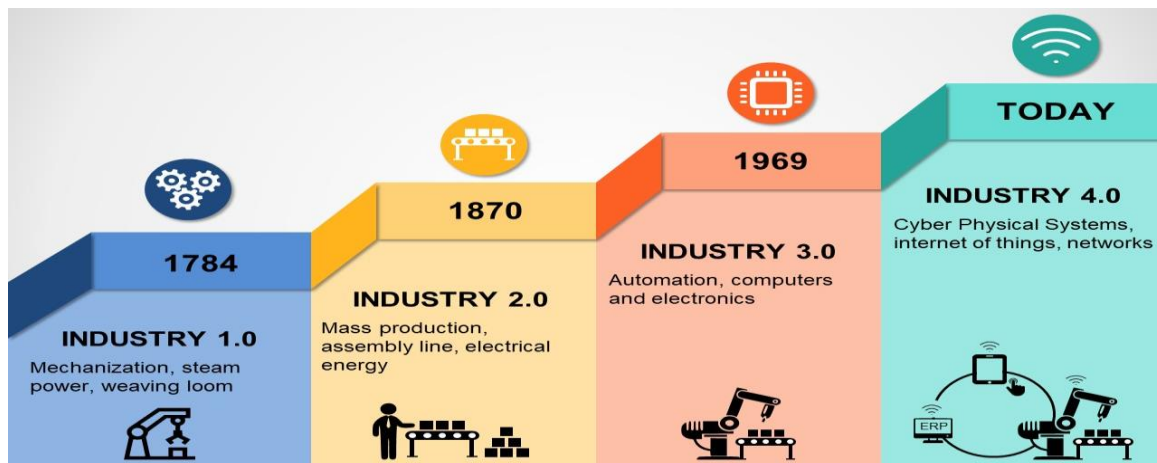 1784
INDUSTRY 1.0
Mechanization, steam
power, weaving loom
1870
INDUSTRY 2.0
Mass production,
assembly line, electrical
energy
1969
INDUSTRY 3.0
Automation, computers
and electronics
TODAY
INDUSTRY 4.0
Cyber Physical Systems,
internet of things, networks
ERP